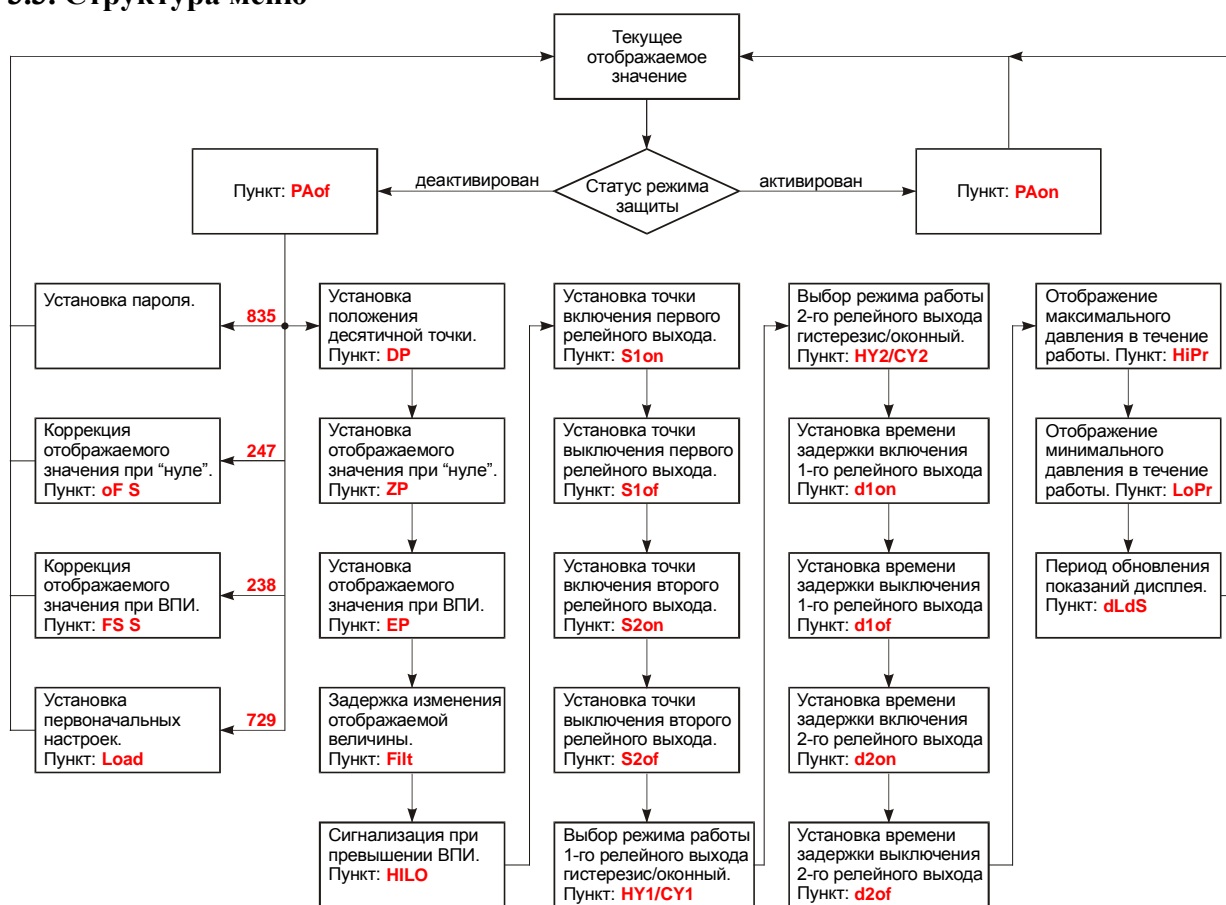 3.3. Структура меню
Текущее
отображаемое
значение
Пункт: PAof
деактивирован
Статус режима
защиты
активирован
Пункт: PAon
Установка пароля.
835
Коррекция
отображаемого
значения при “нуле”.
Пункт: oF S
247
Коррекция
отображаемого
значения при ВПИ.
Пункт: FS S
238
Установка
первоначальных
настроек.
Пункт: Load
729
Установка
положения
десятичной точки.
Пункт: DP
Установка
отображаемого
значения при “нуле”.
Пункт: ZP
Установка
отображаемого
значения при ВПИ.
Пункт: EP
Задержка изменения
отображаемой
величины.
Пункт: Filt
Сигнализация при
превышении ВПИ.
Пункт: HILO
Установка точки
включения первого
релейного выхода.
Пункт: S1on
Установка точки
выключения первого
релейного выхода.
Пункт: S1of
Установка точки
включения второго
релейного выхода.
Пункт: S2on
Установка точки
выключения второго
релейного выхода.
Пункт: S2of
Выбор режима работы
1-го релейного выхода
гистерезис/оконный.
Пункт: HY1/CY1
Выбор режима работы
2-го релейного выхода
гистерезис/оконный.
Пункт: HY2/CY2
Установка времени
задержки включения
1-го релейного выхода
Пункт: d1on
Установка времени
задержки выключения
1-го релейного выхода
Пункт: d1of
Установка времени
задержки включения
2-го релейного выхода
Пункт: d2on
Установка времени
задержки выключения
2-го релейного выхода
Пункт: d2of
Отображение
максимального
давления в течение
работы. Пункт: HiPr
Отображение
минимального
давления в течение
работы. Пункт: LoPr
Период обновления
показаний дисплея.
Пункт: dLdS